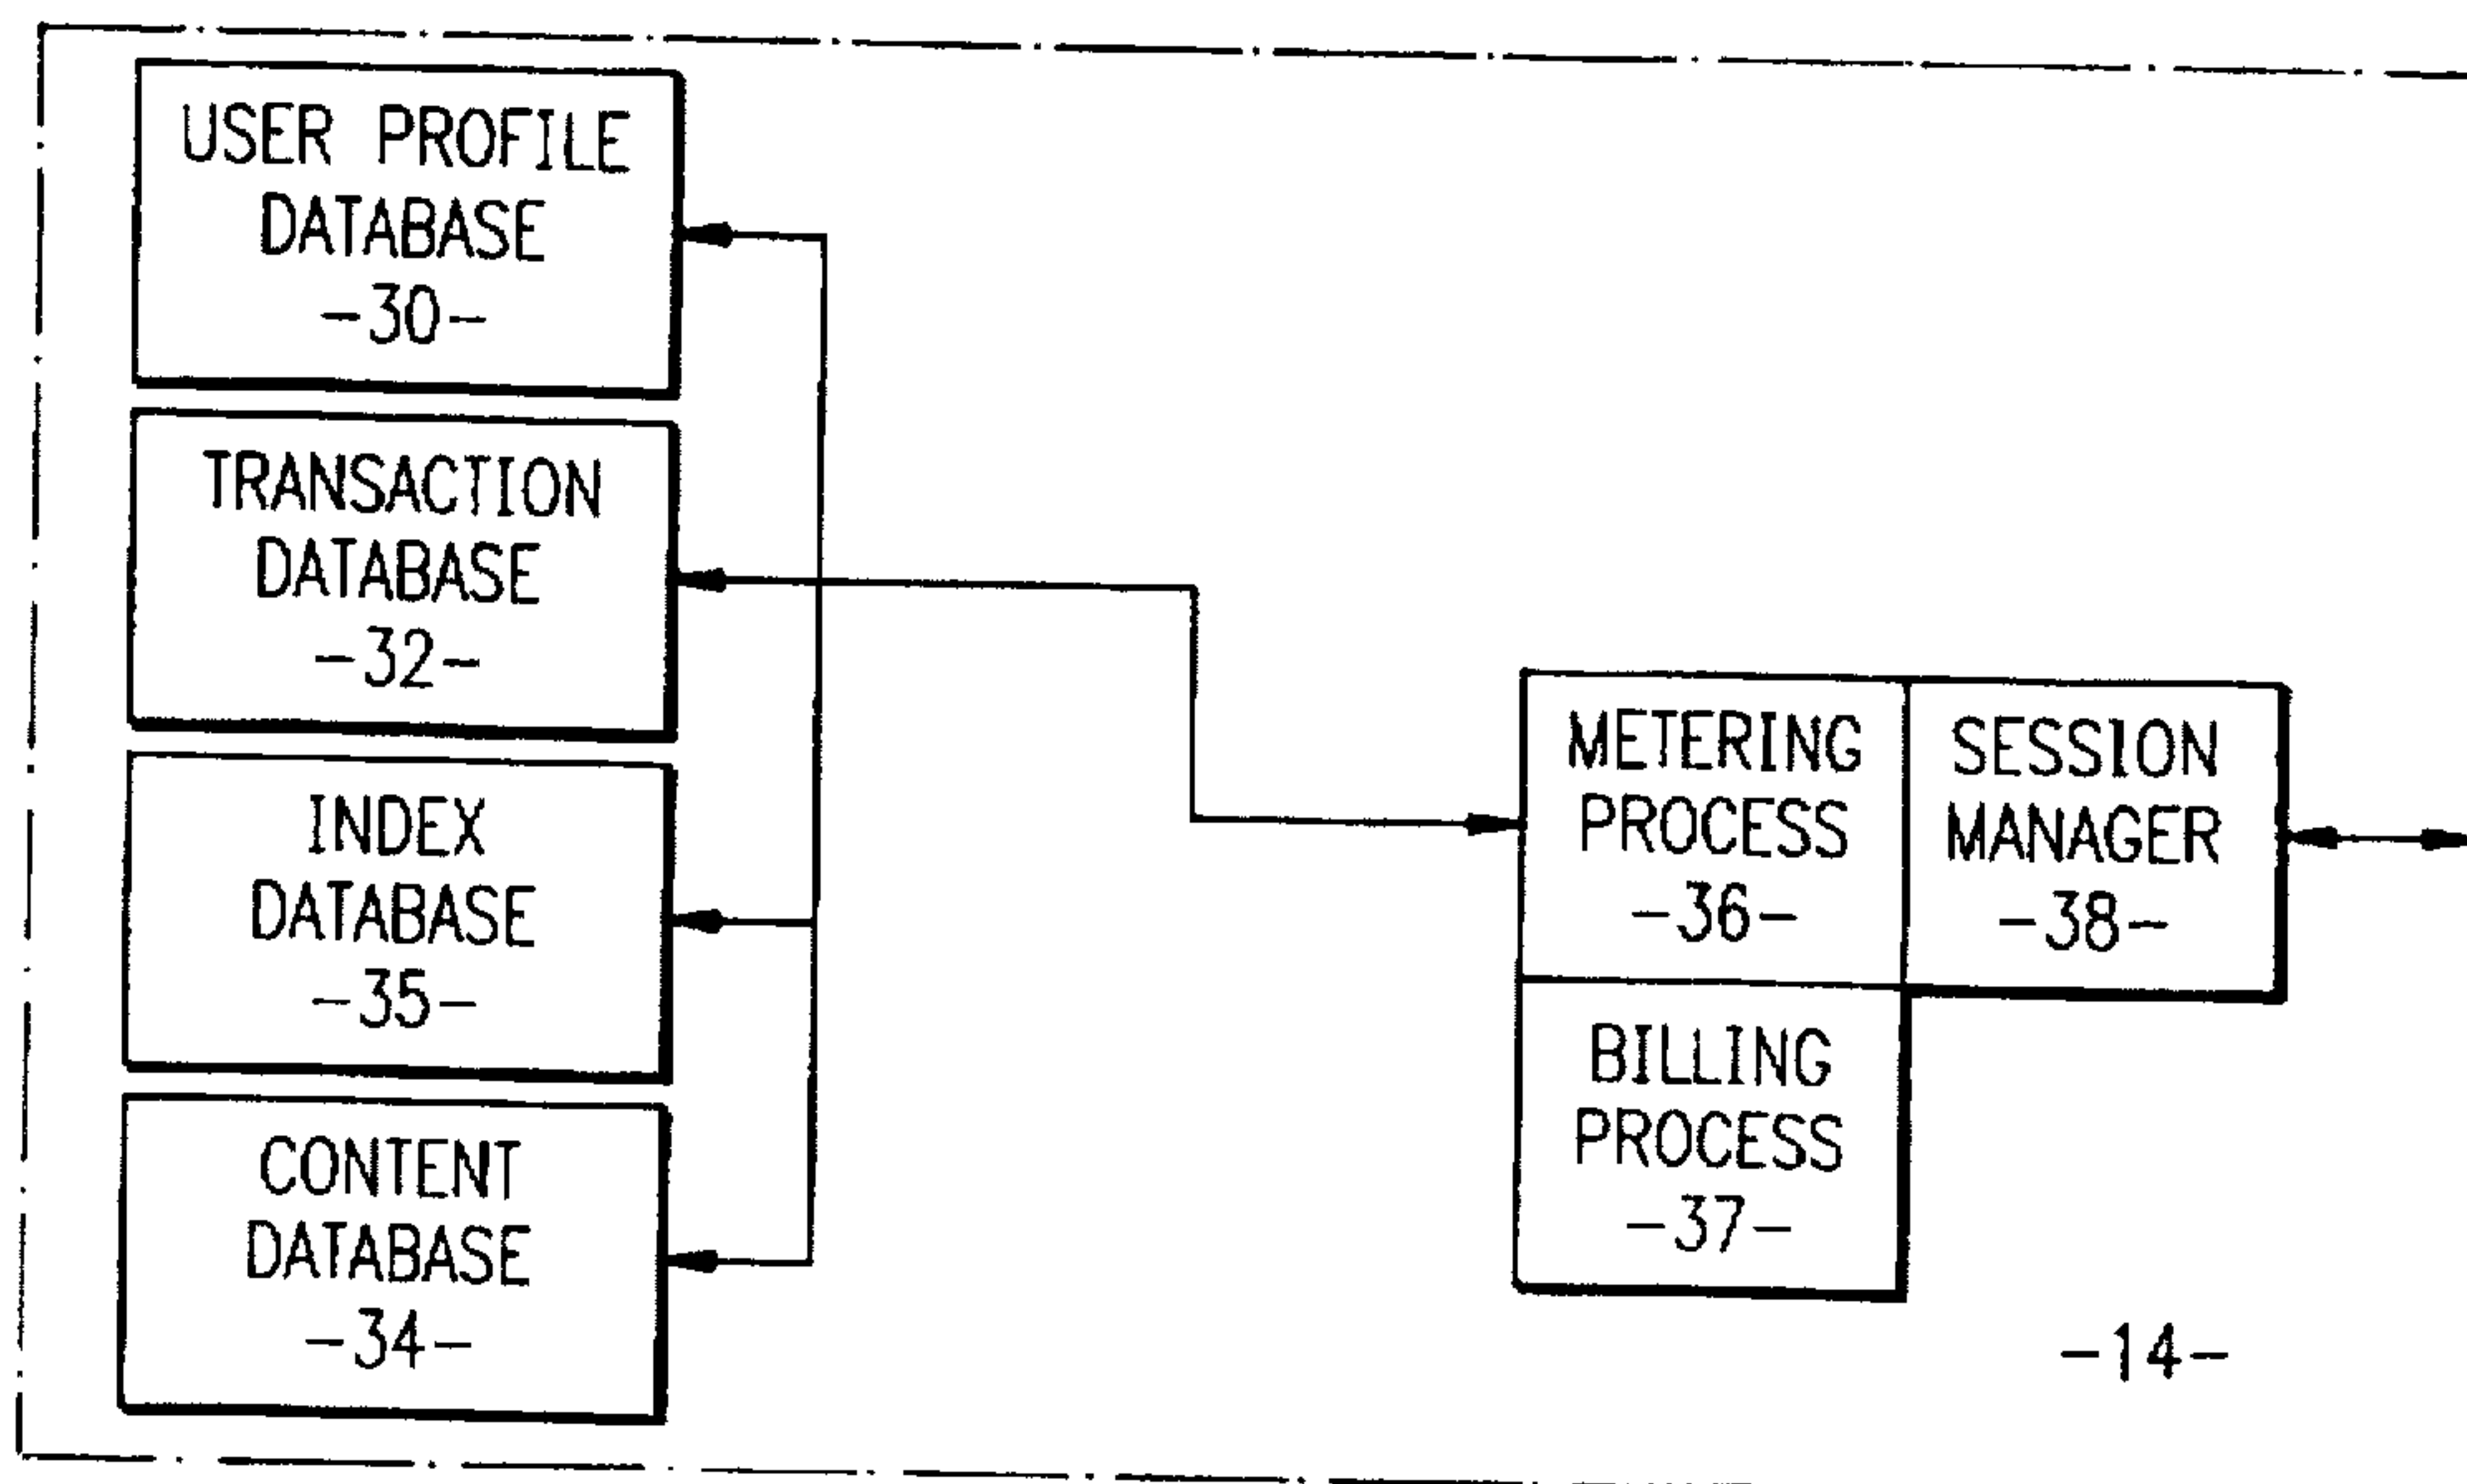 USER PROFILE
DATABASE
-30-
TRANSACTION
DATABASE
-32-
INDEX
DATABASE
-35-
CONTENT
DATABASE
-34-
METERING
PROCESS
-36-
SESSION
MANAGER
-38-
BILLING
PROCESS
-37-
-14-